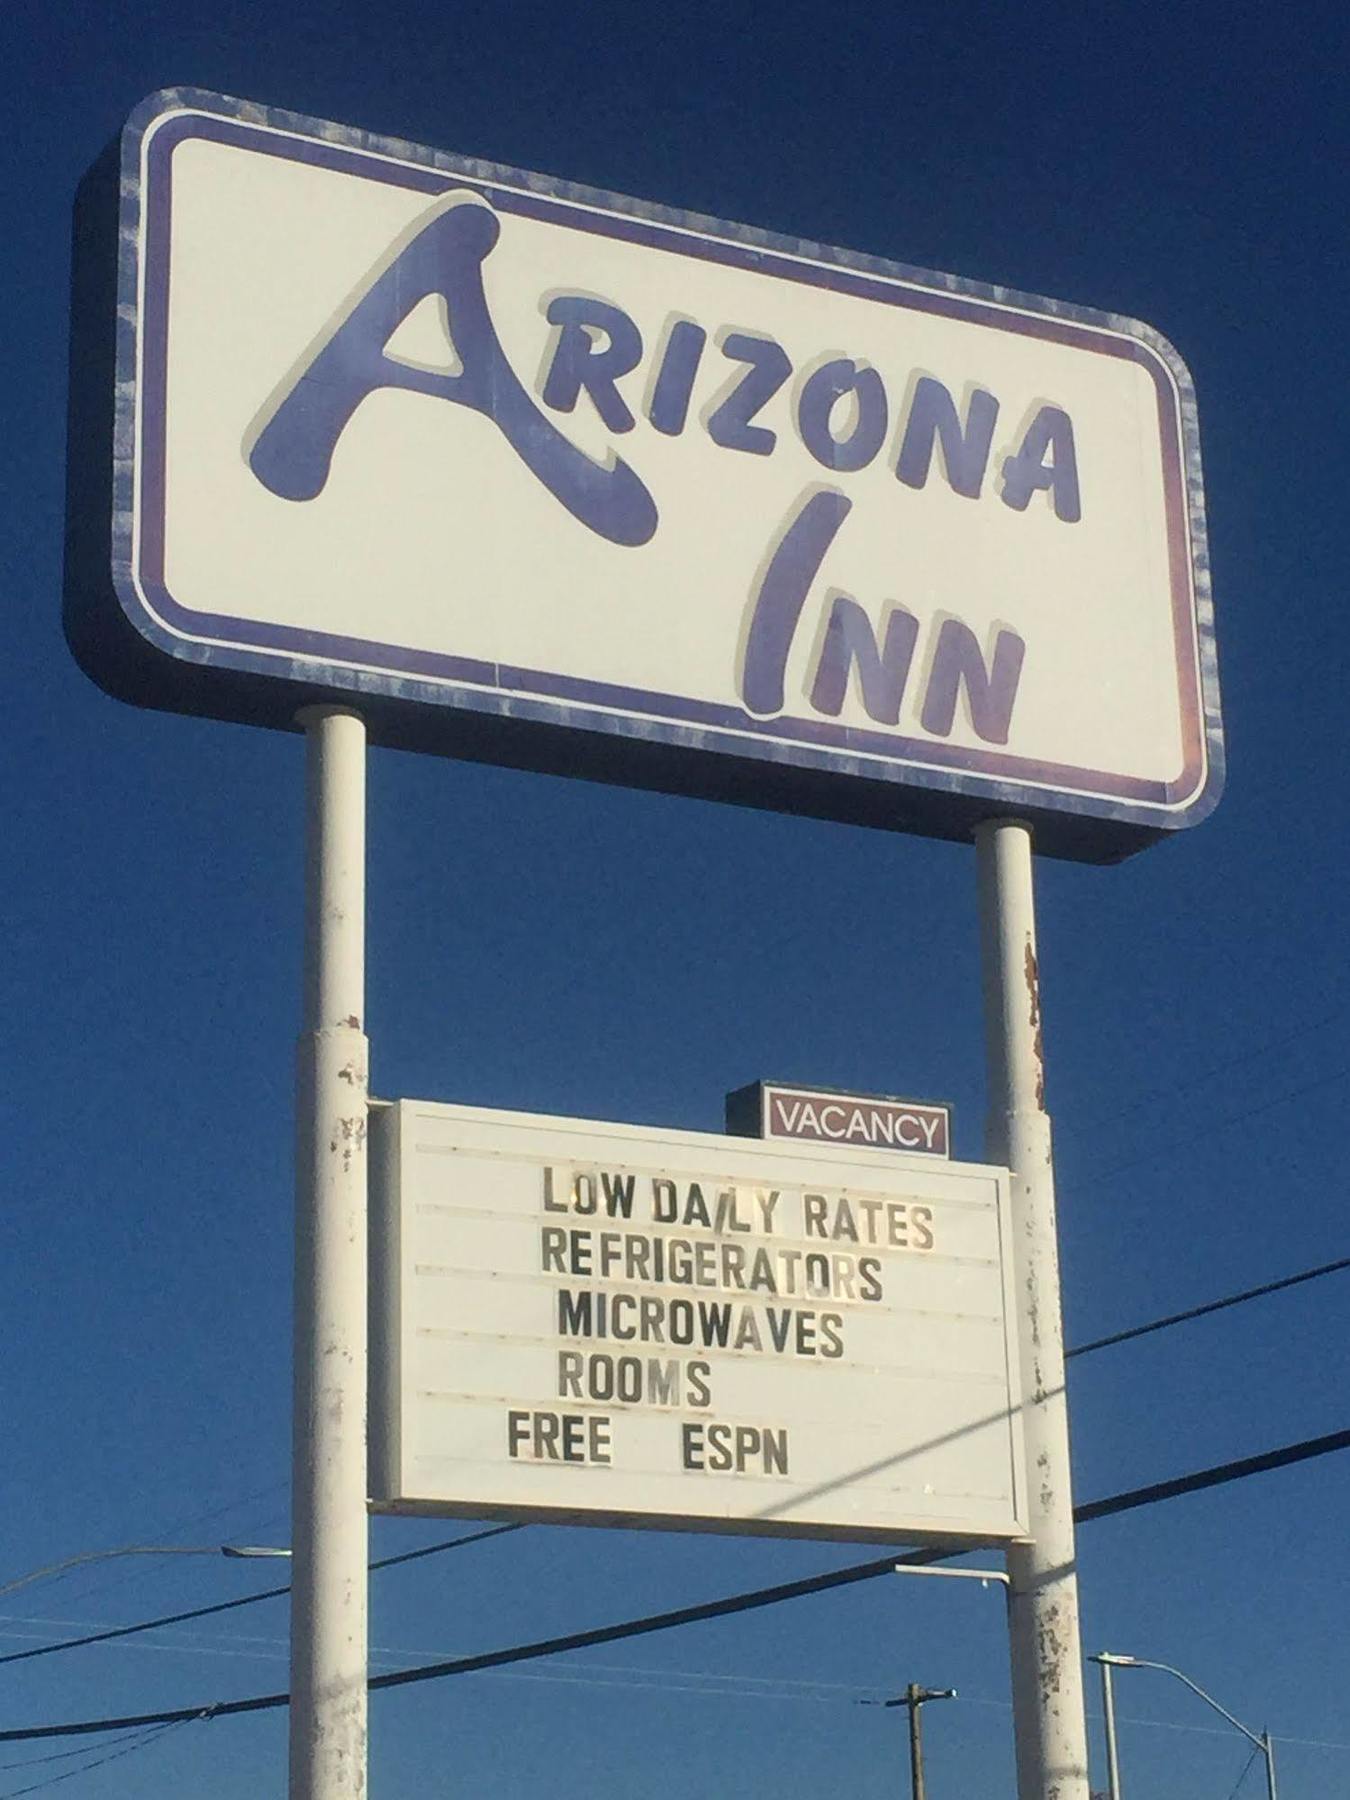 ARIZONA
INN
VACANCY
LOW DAILY RATES
REFRIGERATORS
MICROWAVES
ROOMS
FREE ESPN